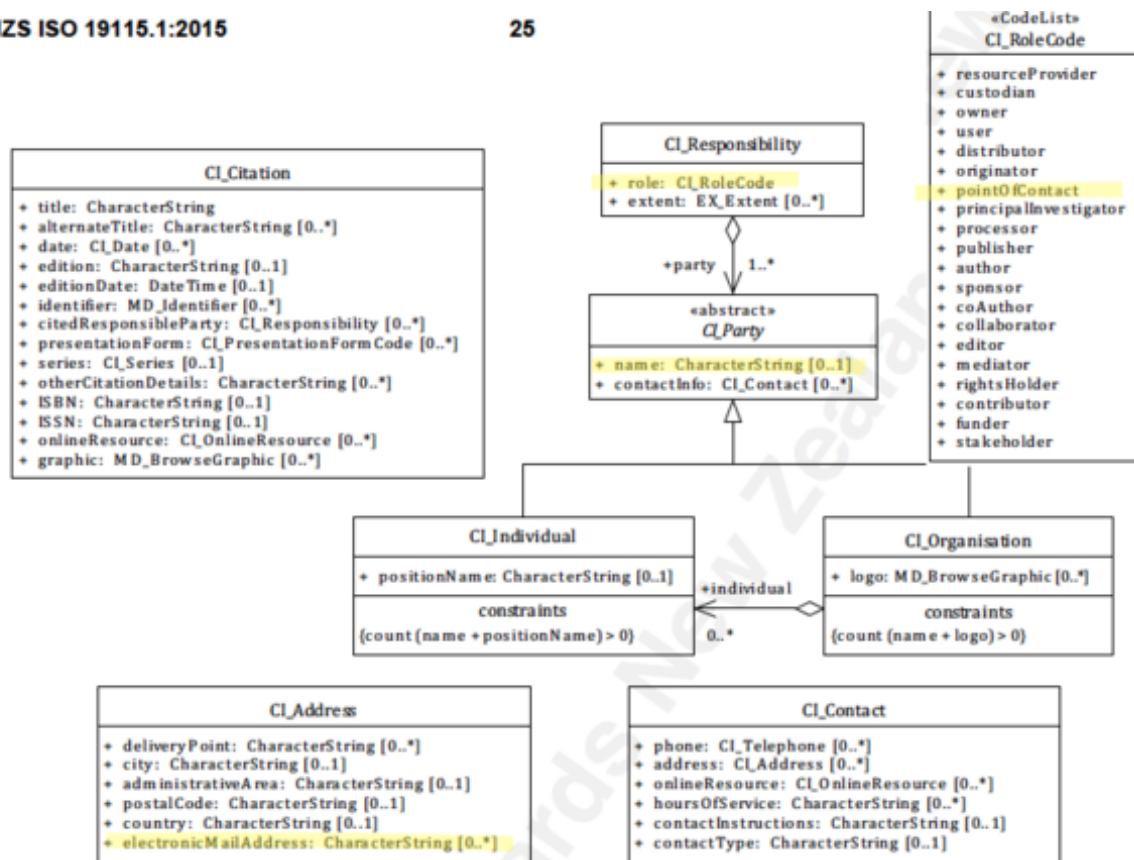 IZS ISO 19115.1:2015
25
«CodeList»
CI_RoleCode
+ resourceProvider
+ custodian
+ owner
+ user
+ distributor
+ originator
+ pointOfContact
+ principalInvestigator
+ processor
+ publisher
+ author
+ sponsor
+ coAuthor
+ collaborator
+ editor
+ mediator
+ rightsHolder
+ contributor
+ funder
+ stakeholder
CI_Responsibility
+ role: CI_RoleCode
+ extent: EX_Extent [0..*]
+party
1..*
CI_Citation
+ title: CharacterString
+ alternateTitle: CharacterString [0..*]
+ date: CI_Date [0..*]
+ edition: CharacterString [0..1]
+ editionDate: DateTime [0..1]
+ identifier: MD_Identifier [0..*]
+ citedResponsibleParty: CI_Responsibility [0..*]
+ presentationForm: CI_PresentationFormCode [0..*]
+ series: CI_Series [0..1]
+ otherCitationDetails: CharacterString [0..*]
+ ISBN: CharacterString [0..1]
+ ISSN: CharacterString [0..1]
+ onlineResource: CI_OnlineResource [0..*]
+ graphic: MD_BrowseGraphic [0..*]
«abstract»
CI_Party
+ name: CharacterString [0..1]
+ contactInfo: CI_Contact [0..*]
CI_Individual
+ positionName: CharacterString [0..1]
constraints
{count (name + positionName) > 0}
+individual
0..*
CI_Organisation
+ logo: MD_BrowseGraphic [0..*]
constraints
{count (name + logo) > 0}
CI_Address
+ deliveryPoint: CharacterString [0..*]
+ city: CharacterString [0..1]
+ administrativeArea: CharacterString [0..1]
+ postalCode: CharacterString [0..1]
+ country: CharacterString [0..1]
+ electronicMailAddress: CharacterString [0..*]
CI_Contact
+ phone: CI_Telephone [0..*]
+ address: CI_Address [0..*]
+ onlineResource: CI_OnlineResource [0..*]
+ hoursOfService: CharacterString [0..*]
+ contactInstructions: CharacterString [0..1]
+ contactType: CharacterString [0..1]
ards New Zealan
New